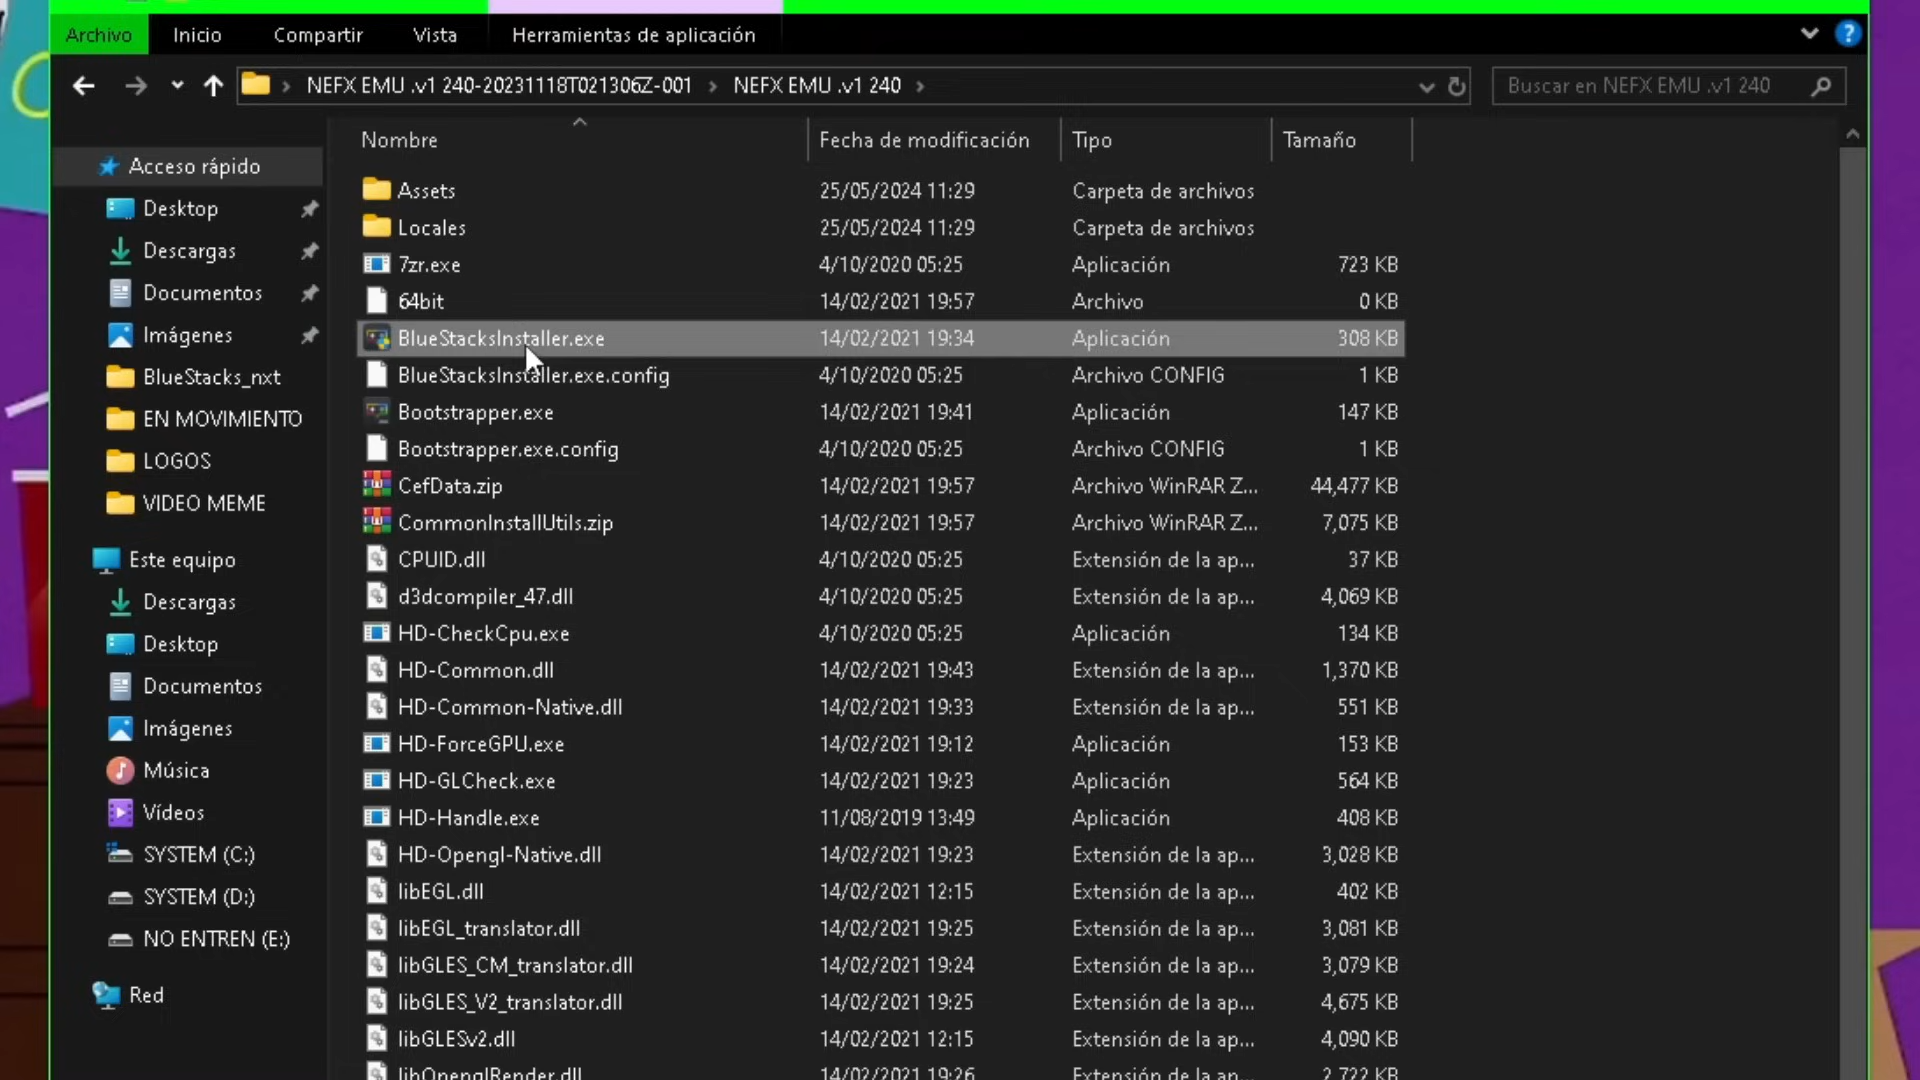 Archivo Inicio Compartir Vista Herramientas de aplicación
NEFX EMU .v1 240-20231118T021306Z-001 NEFX EMU .v1 240 Buscar en NEFX EMU .v1 240
Nombre Fecha de modificación Tipo Tamaño
Acceso rápido
Desktop
Descargas
Documentos
Imágenes
BlueStacks_nxt
EN MOVIMIENTO
LOGOS
VIDEO MEME
Este equipo
Descargas
Desktop
Documentos
Imágenes
Música
Vídeos
SYSTEM (C:)
SYSTEM (D:)
NO ENTREN (E:)
Red
Assets 25/05/2024 11:29 Carpeta de archivos
Locales 25/05/2024 11:29 Carpeta de archivos
7zr.exe 4/10/2020 05:25 Aplicación 723 KB
64bit 14/02/2021 19:57 Archivo 0 KB
BlueStacksInstaller.exe 14/02/2021 19:34 Aplicación 308 KB
BlueStacksInstaller.exe.config 4/10/2020 05:25 Archivo CONFIG 1 KB
Bootstrapper.exe 14/02/2021 19:41 Aplicación 147 KB
Bootstrapper.exe.config 4/10/2020 05:25 Archivo CONFIG 1 KB
CefData.zip 14/02/2021 19:57 Archivo WinRAR Z... 44,477 KB
CommonInstallUtils.zip 14/02/2021 19:57 Archivo WinRAR Z... 7,075 KB
CPUID.dll 4/10/2020 05:25 Extensión de la ap... 37 KB
d3dcompiler_47.dll 4/10/2020 05:25 Extensión de la ap... 4,069 KB
HD-CheckCpu.exe 4/10/2020 05:25 Aplicación 134 KB
HD-Common.dll 14/02/2021 19:43 Extensión de la ap... 1,370 KB
HD-Common-Native.dll 14/02/2021 19:33 Extensión de la ap... 551 KB
HD-ForceGPU.exe 14/02/2021 19:12 Aplicación 153 KB
HD-GLCheck.exe 14/02/2021 19:23 Aplicación 564 KB
HD-Handle.exe 11/08/2019 13:49 Aplicación 408 KB
HD-Opengl-Native.dll 14/02/2021 19:23 Extensión de la ap... 3,028 KB
libEGL.dll 14/02/2021 12:15 Extensión de la ap... 402 KB
libEGL_translator.dll 14/02/2021 19:25 Extensión de la ap... 3,081 KB
libGLES_CM_translator.dll 14/02/2021 19:24 Extensión de la ap... 3,079 KB
libGLES_V2_translator.dll 14/02/2021 19:25 Extensión de la ap... 4,675 KB
libGLESv2.dll 14/02/2021 12:15 Extensión de la ap... 4,090 KB
libOpenglRender.dll 14/02/2021 19:26 Extensión de la ap... 2,722 KB